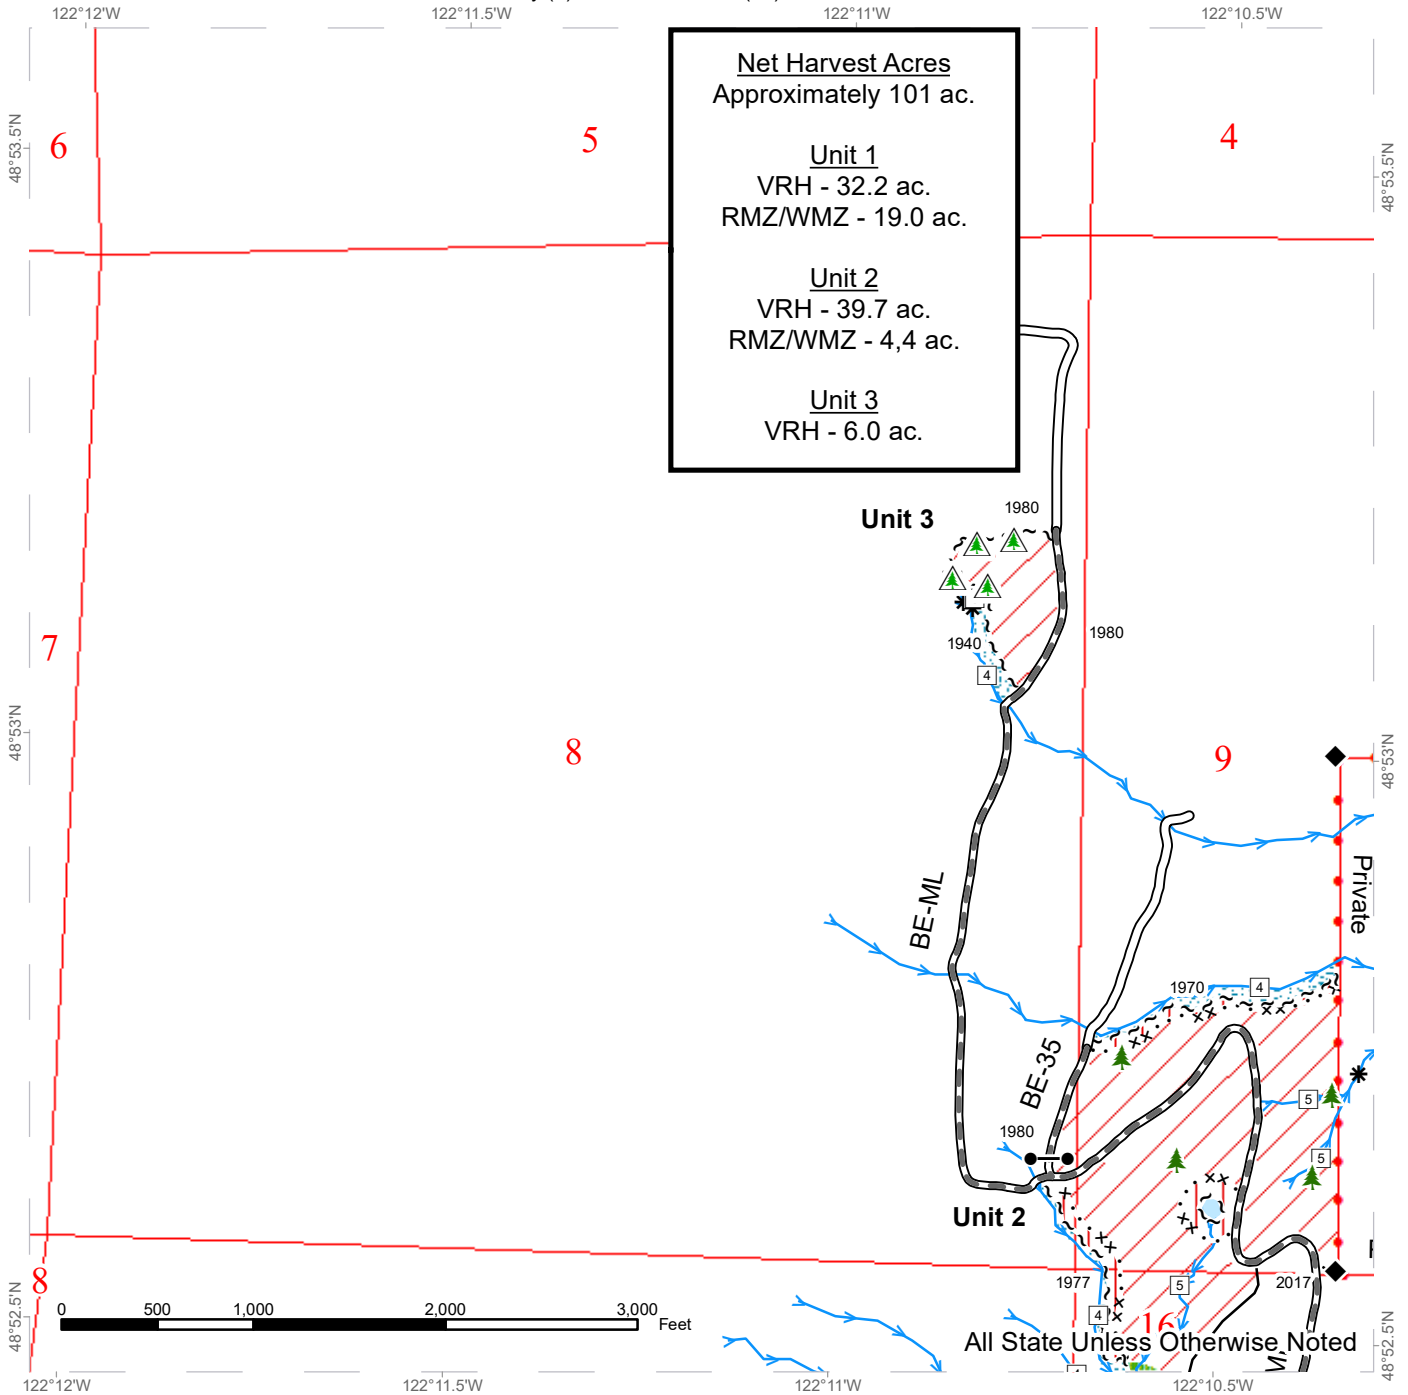 122°12'W
122°11.5'W
122°11'W
122°10.5'W
Net Harvest Acres
Approximately 101 ac.
Unit 1
VRH - 32.2 ac.
RMZ/WMZ - 19.0 ac.
Unit 2
VRH - 39.7 ac.
RMZ/WMZ - 4,4 ac.
Unit 3
VRH - 6.0 ac.
48°53.5'N
6
5
4
48°53.5'N
Unit 3
1980
1980
1940
4
7
48°53'N
8
9
48°53'N
Private
BE-ML
1970
4
BE-35
5
1980
5
Unit 2
8
1977
5
2017
4
16
48°52.5'N
48°52.5'N
0
500
1,000
2,000
3,000
Feet
All State Unless Otherwise Noted
122°12'W
122°11.5'W
122°11'W
122°10.5'W